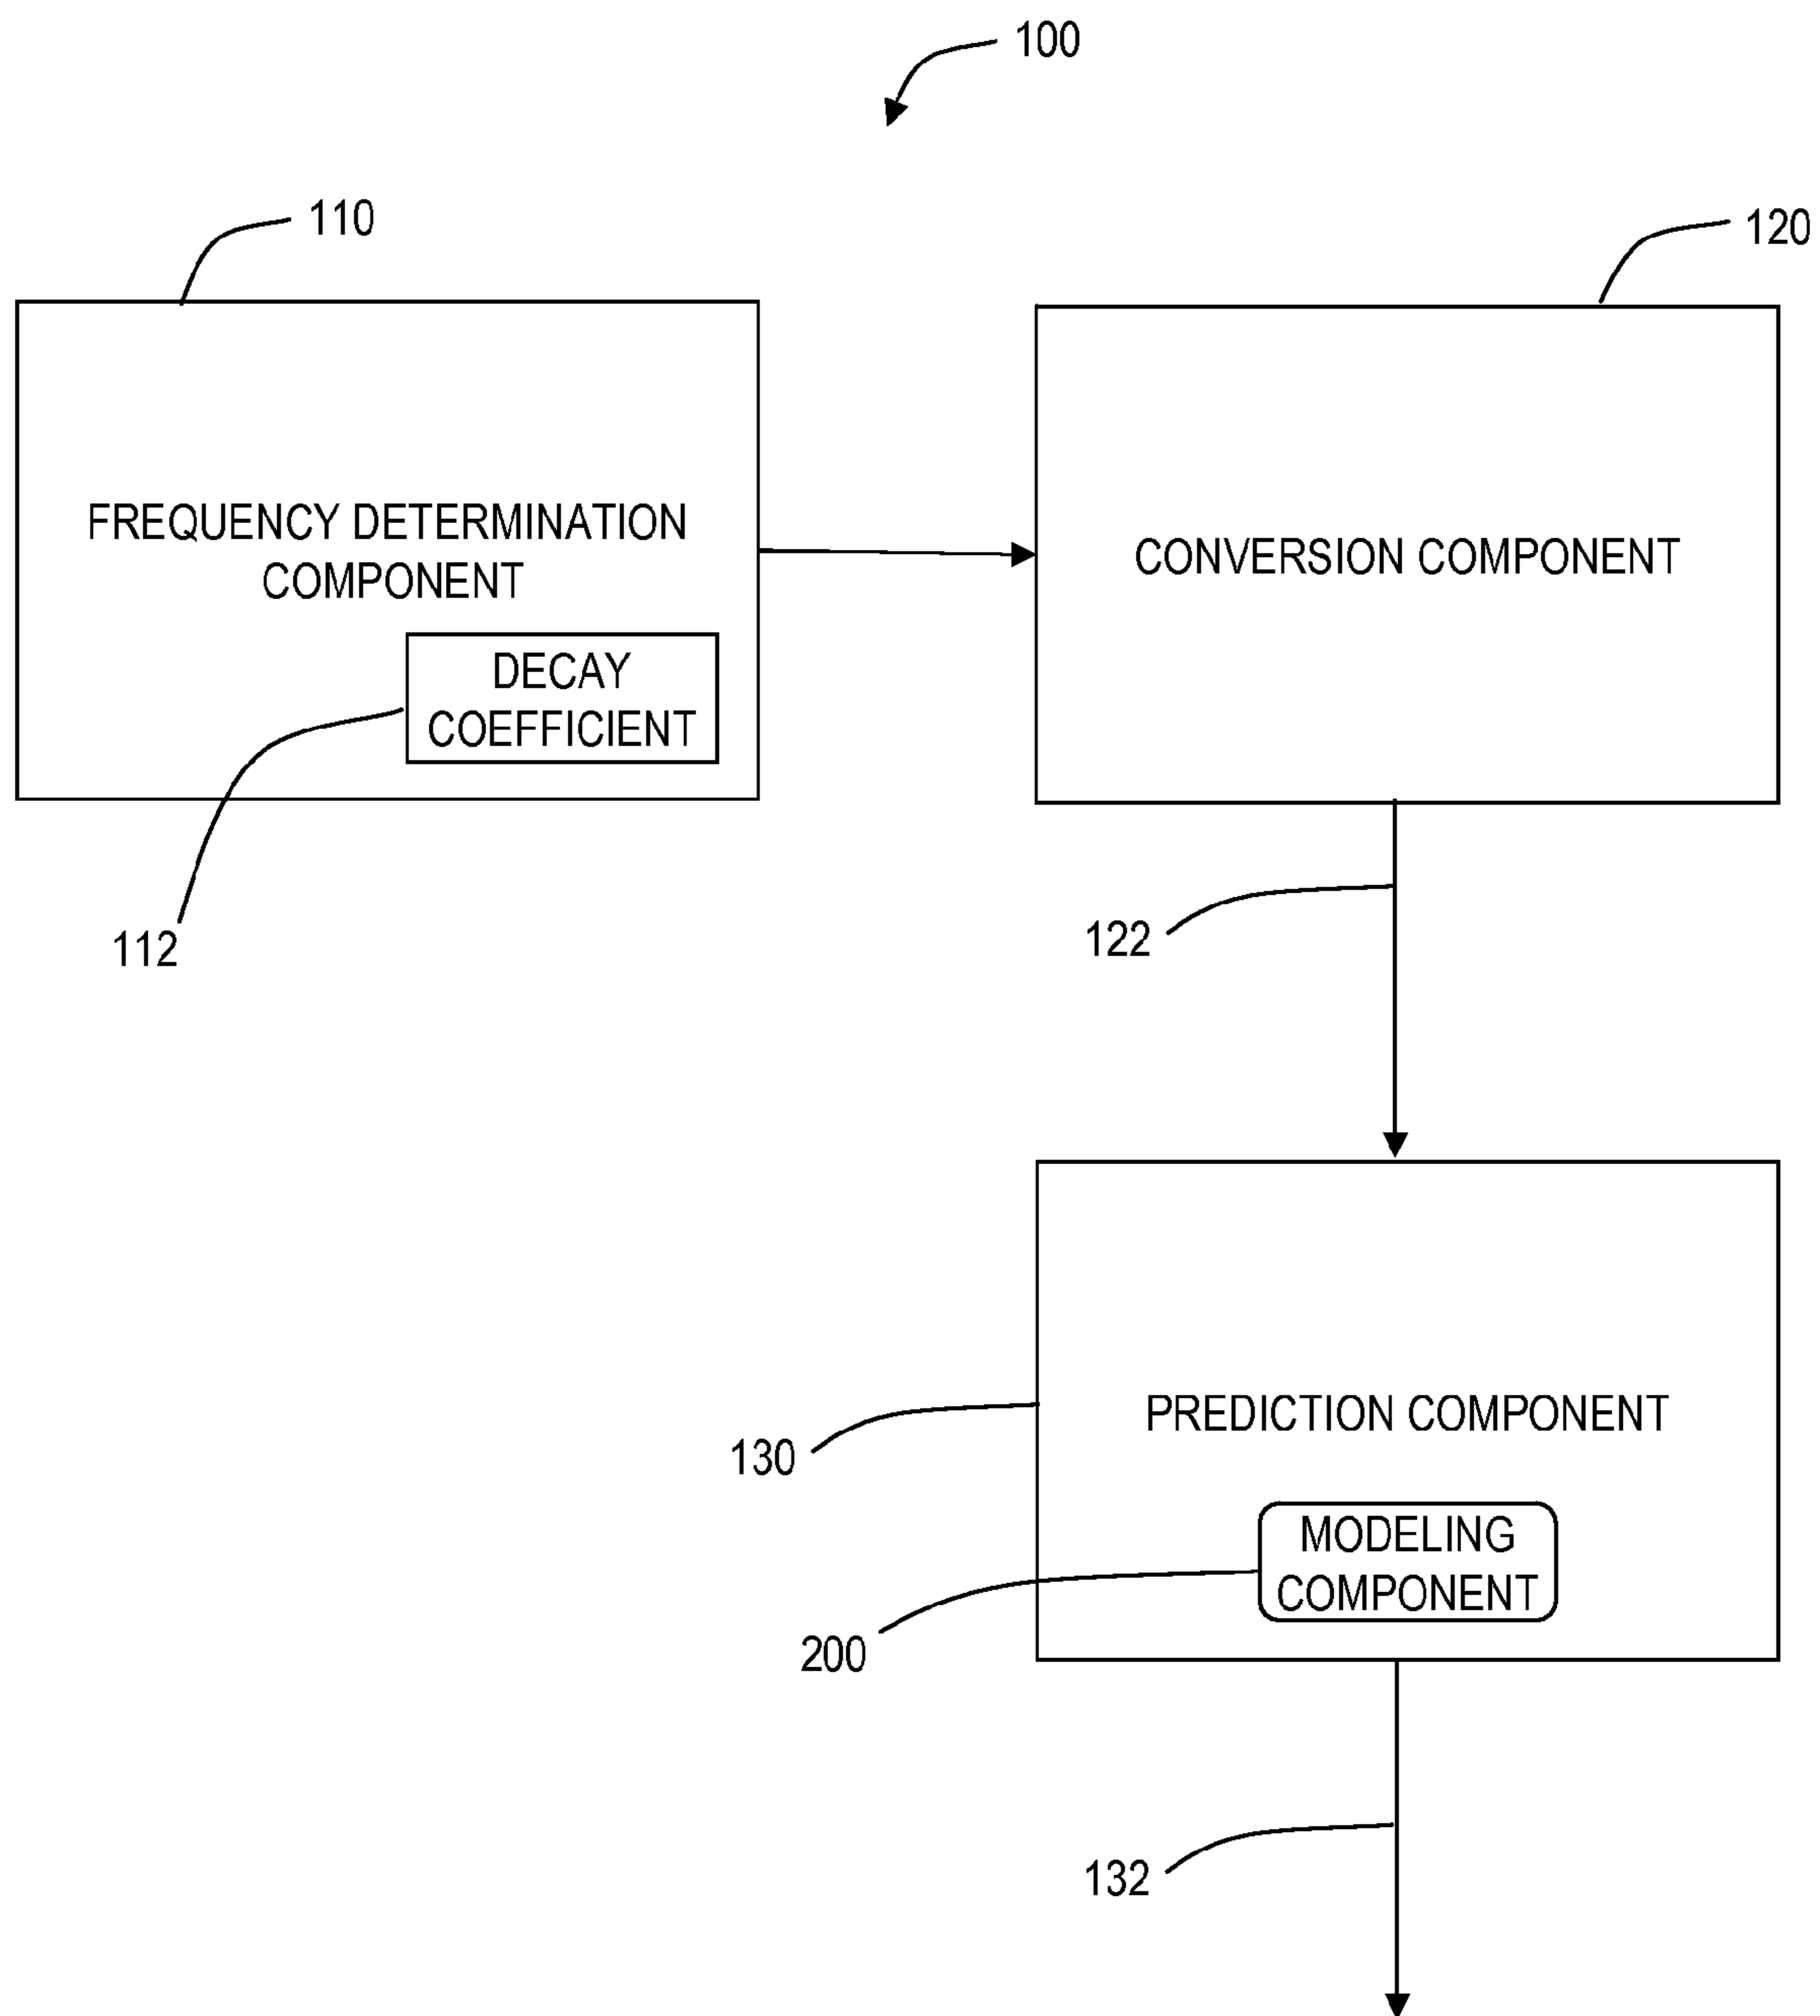 100
110
120
FREQUENCY DETERMINATION
COMPONENT
CONVERSION COMPONENT
DECAY
COEFFICIENT
112
122
PREDICTION COMPONENT
130
MODELING
COMPONENT
200
132